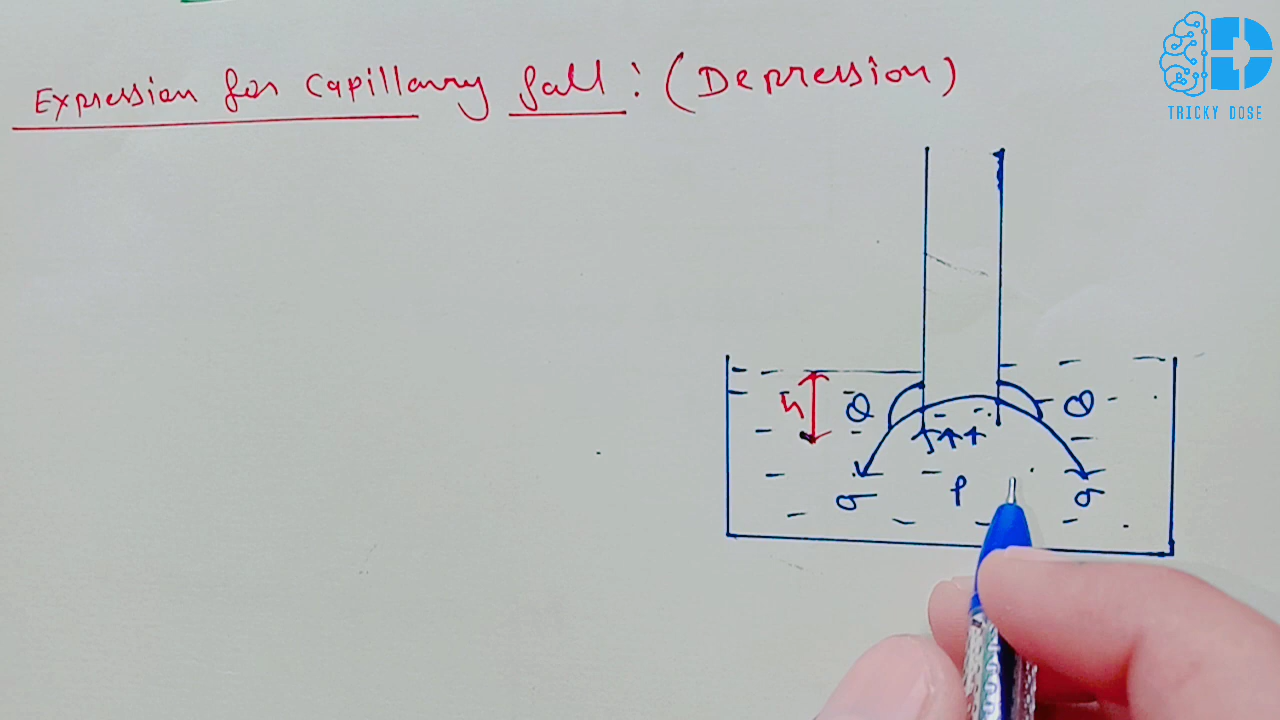 Expression for Capillary fall : (Depression)
TRICKY DOSE
h θ θ
σ P σ